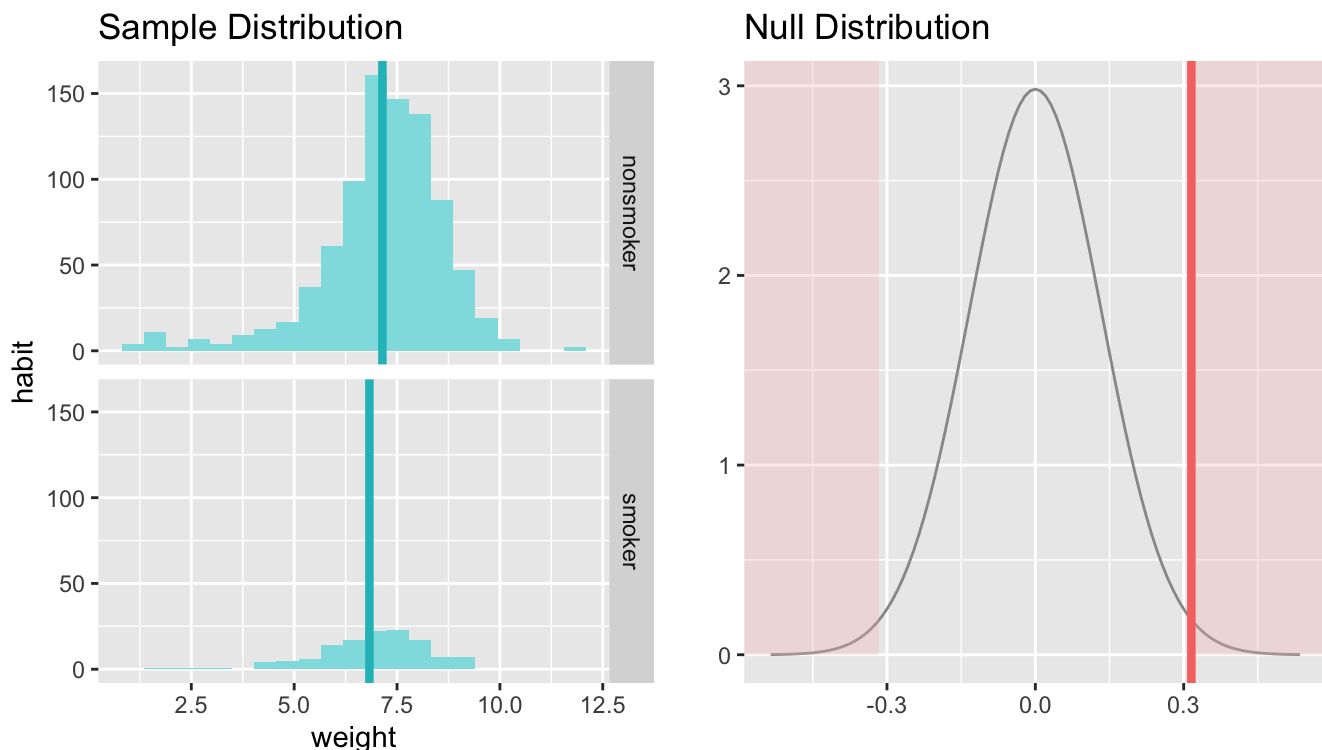 Sample Distribution
habit
150
100
50
0
nonsmoker
150
100
50
0
smoker
2.5 5.0 7.5 10.0 12.5
weight
Null Distribution
3
2
1
0
-0.3 0.0 0.3